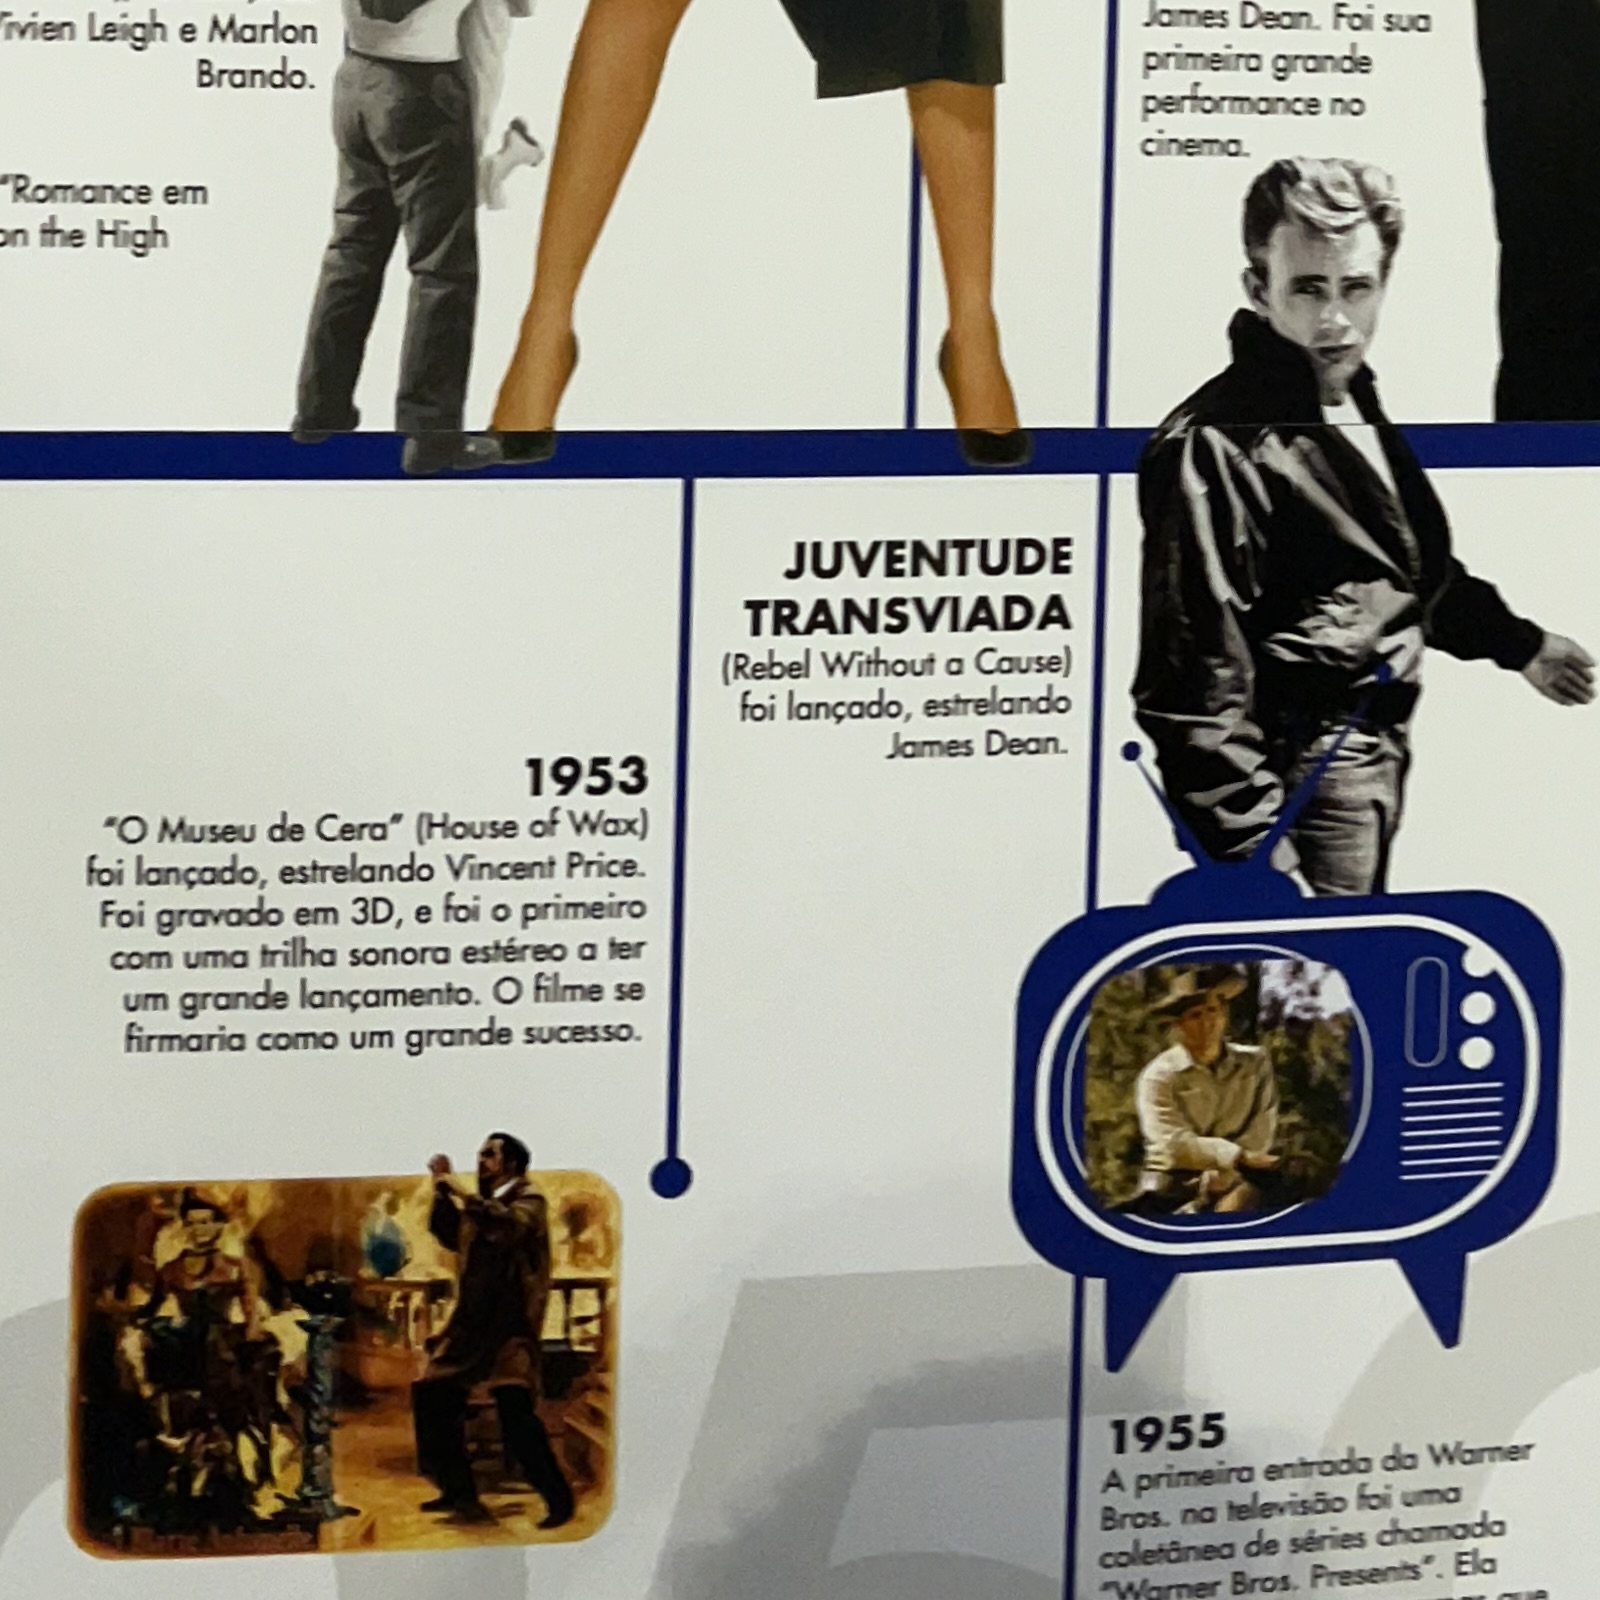 Vivien Leigh e Marlon
Brando.
"Romance em
on the High
James Dean. Foi sua
primeira grande
performance no
cinema.
JUVENTUDE
TRANSVIADA
(Rebel Without a Cause)
foi lançado, estrelando
James Dean.
1953
"O Museu de Cera" (House of Wax)
foi lançado, estrelando Vincent Price.
Foi gravado em 3D, e foi o primeiro
com uma trilha sonora estéreo a ter
um grande lançamento. O filme se
firmaria como um grande sucesso.
1955
A primeira entrada da Warner
Bros. na televisão foi uma
coletânea de séries chamada
"Warner Bros. Presents". Ela
que